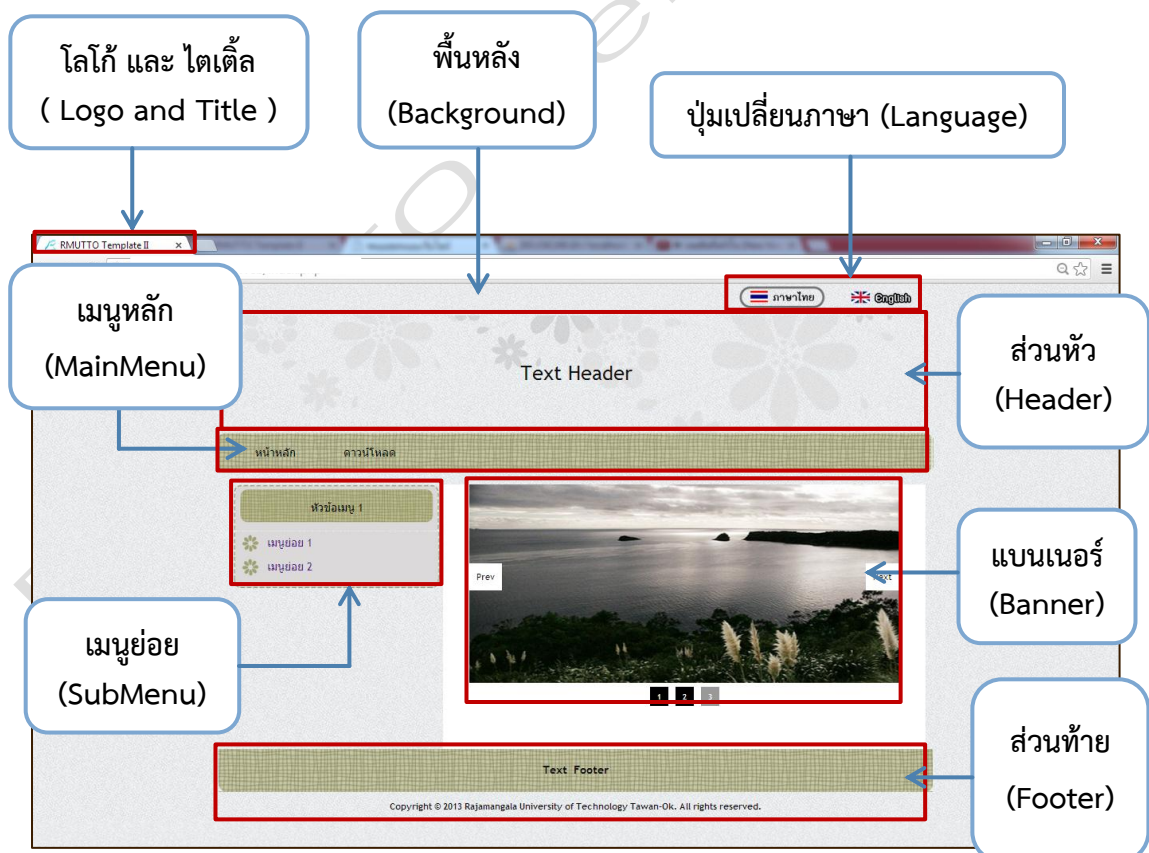 โลโก้ และ ไตเติ้ล
( Logo and Title )
พื้นหลัง
(Background)
ปุ่มเปลี่ยนภาษา (Language)
RMUTTO Template II
ภาษาไทย
English
เมนูหลัก
(MainMenu)
Text Header
ส่วนหัว
(Header)
หน้าหลัก ดาวน์โหลด
หัวข้อเมนู 1
เมนูย่อย 1
เมนูย่อย 2
Prev
แบนเนอร์
(Banner)
เมนูย่อย
(SubMenu)
1 2 3
ส่วนท้าย
(Footer)
Text Footer
Copyright © 2013 Rajamangala University of Technology Tawan-Ok. All rights reserved.